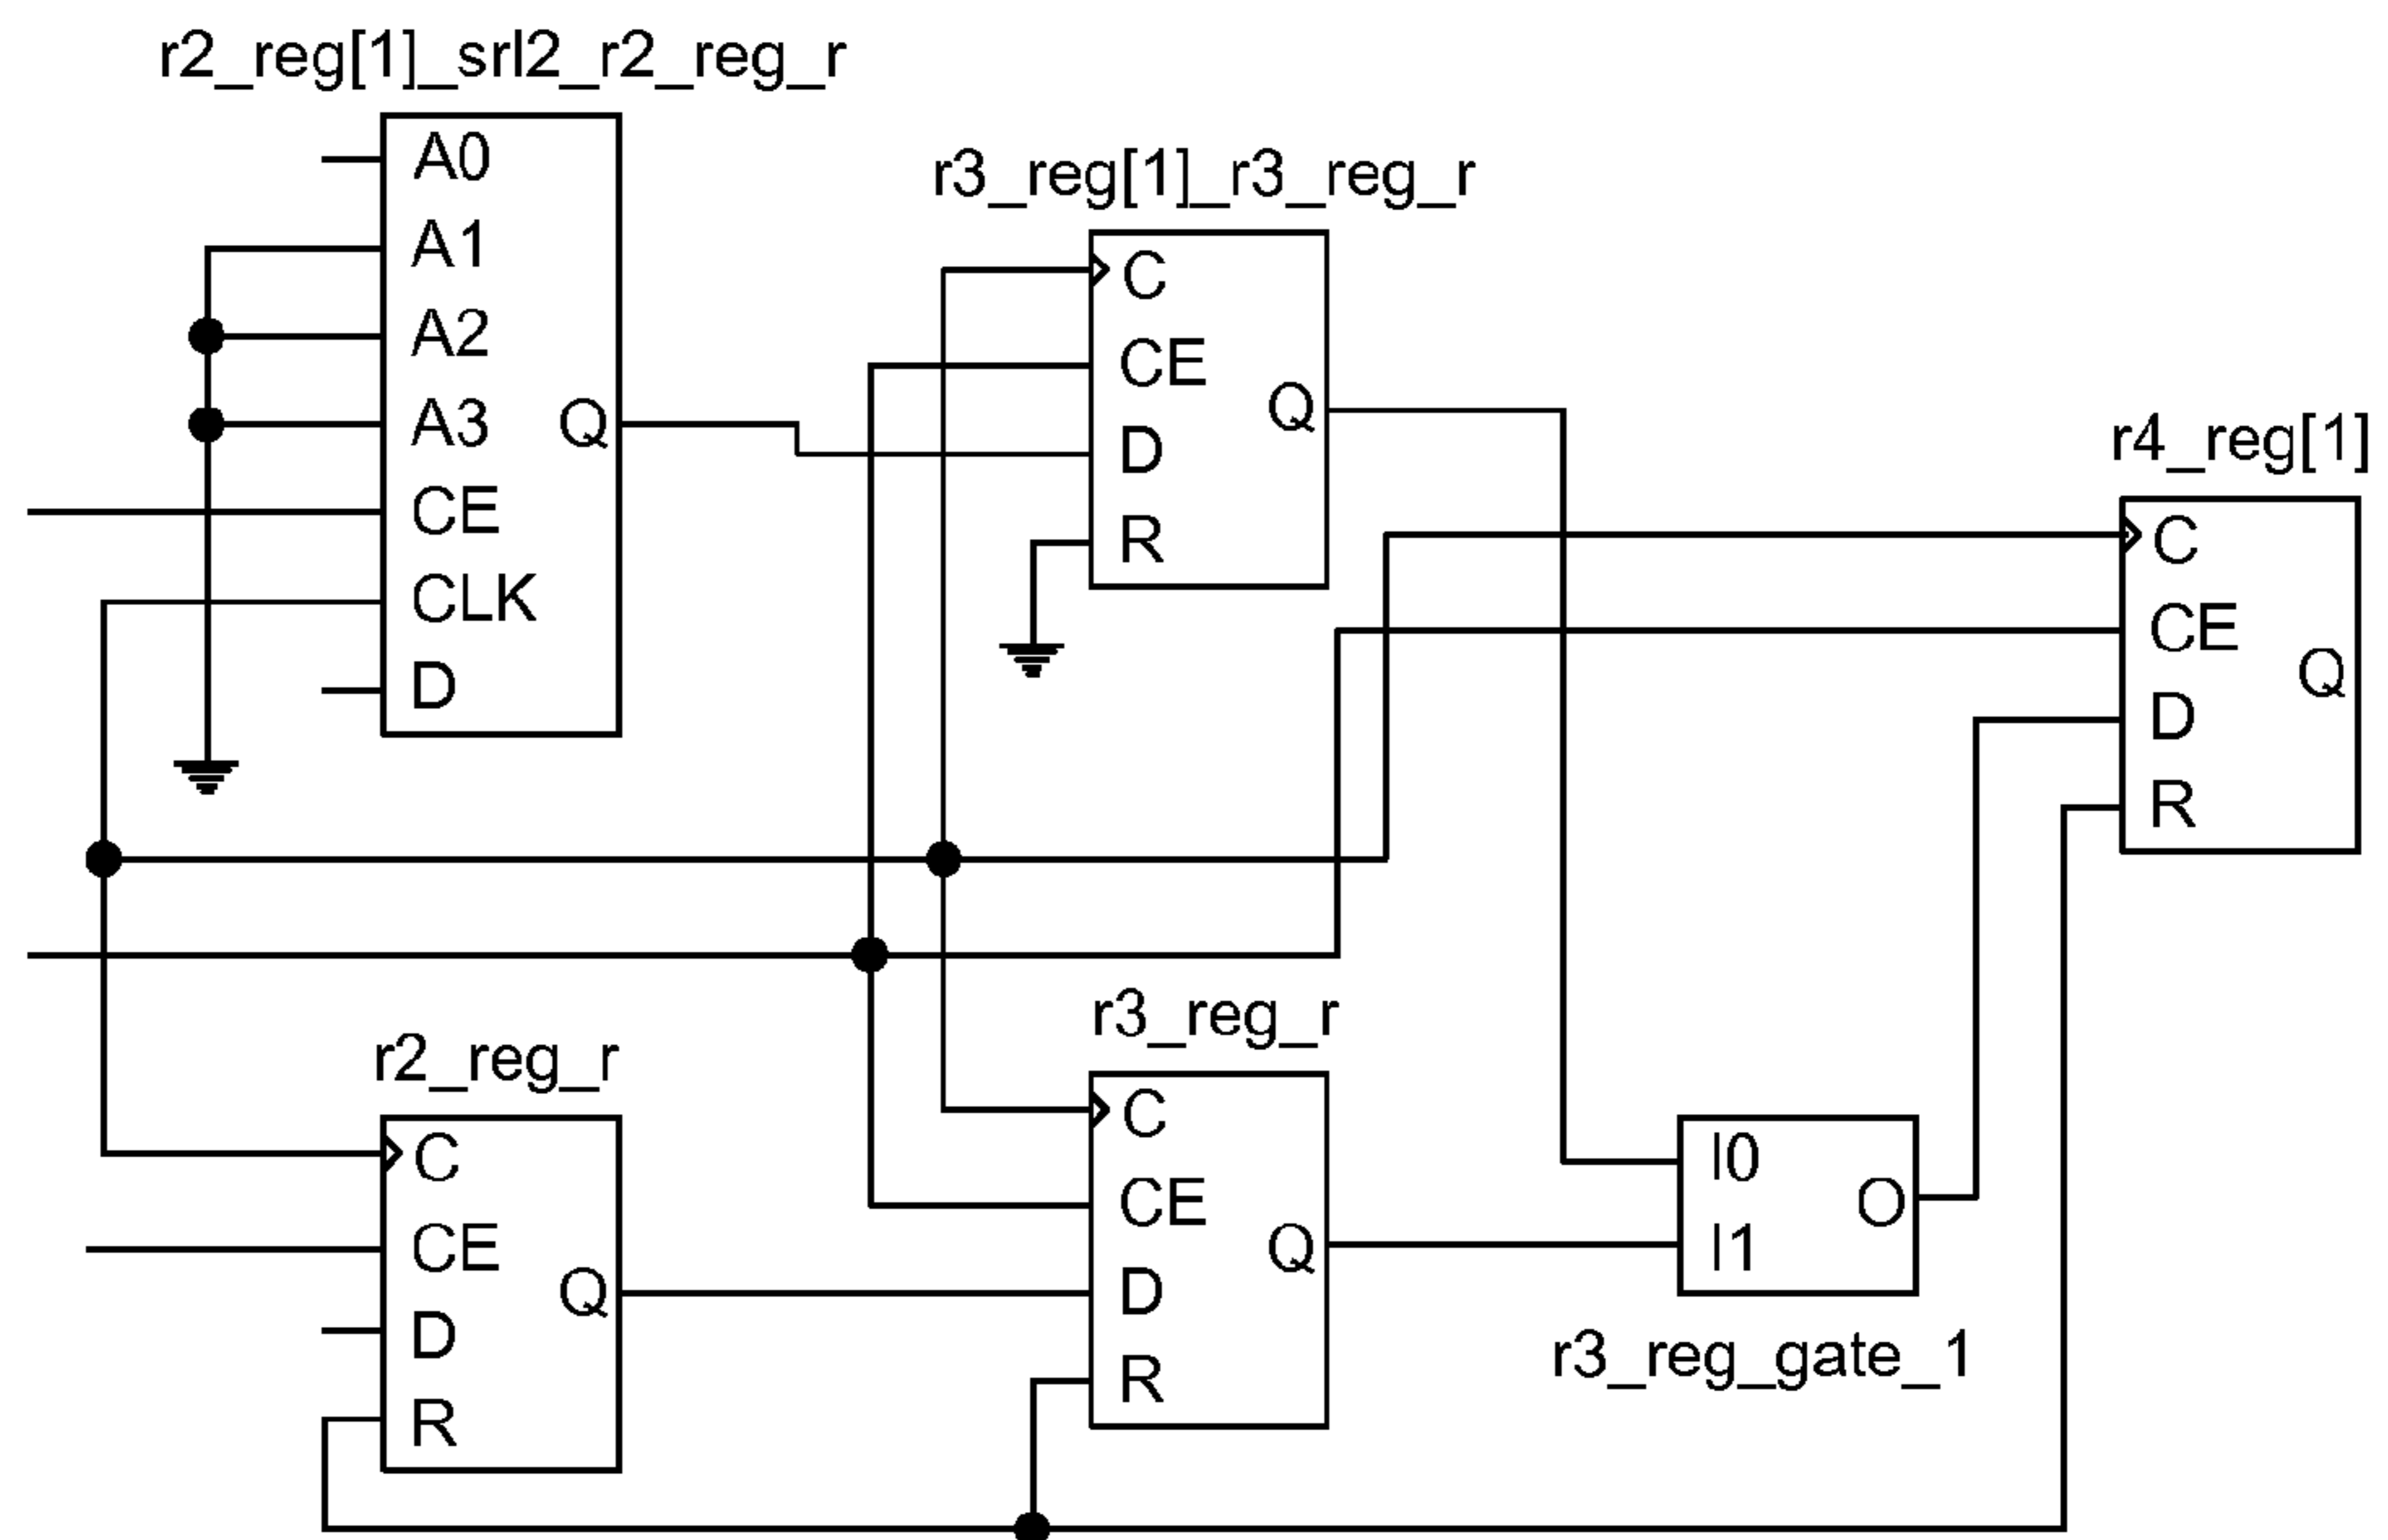 r2_reg[1]_srl2_r2_reg_r
A0
A1
A2
A3
CE
CLK
D
Q
r3_reg[1]_r3_reg_r
C
CE
D
R
Q
r4_reg[1]
C
CE
D
R
Q
r2_reg_r
C
CE
D
R
Q
r3_reg_r
C
CE
D
R
Q
I0
I1
O
r3_reg_gate_1